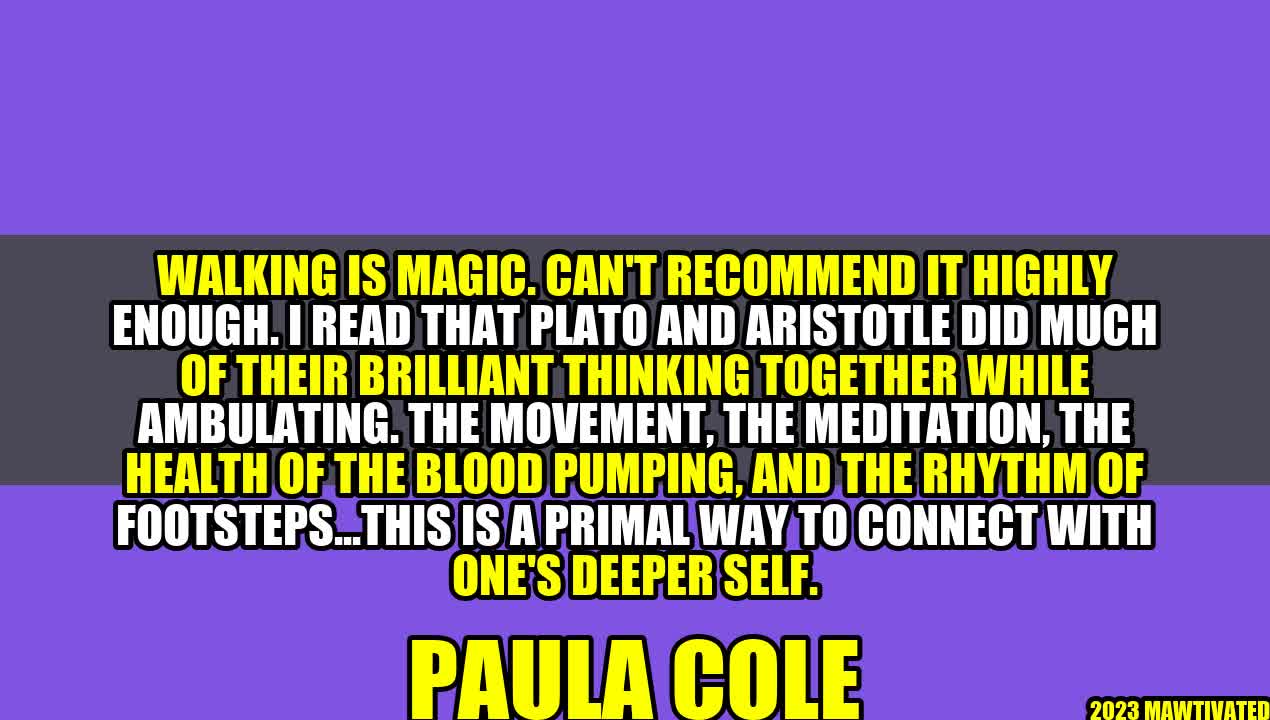 WALKING IS MAGIC. CAN'T RECOMMEND IT HIGHLY
ENOUGH. I READ THAT PLATO AND ARISTOTLE DID MUCH
OF THEIR BRILLIANT THINKING TOGETHER WHILE
AMBULATING. THE MOVEMENT, THE MEDITATION, THE
HEALTH OF THE BLOOD PUMPING, AND THE RHYTHM OF
FOOTSTEPS...THIS IS A PRIMAL WAY TO CONNECT WITH
ONE'S DEEPER SELF.
PAULA COLE
2023 MAWTIVATED